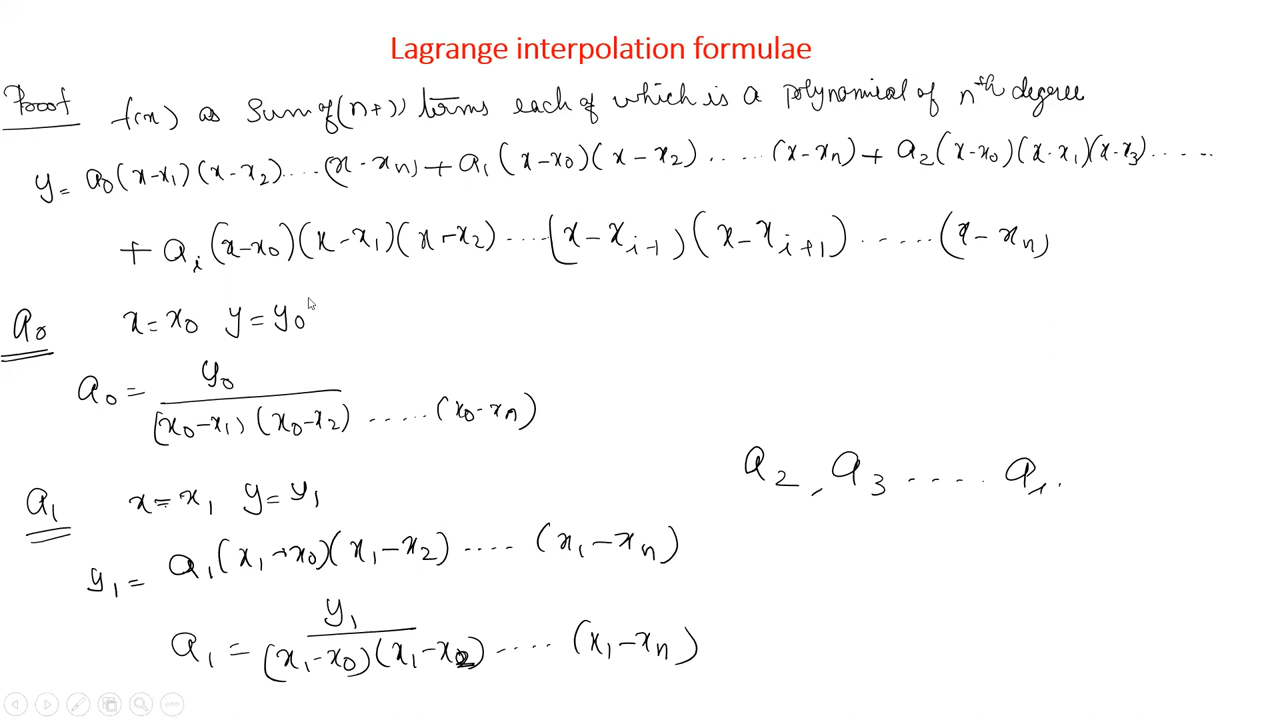 Lagrange interpolation formulae
Proof f(x) as Sum of (n+1) terms each of which is a polynomial of nth degree
y = a0(x-x1)(x-x2)....(x-xn) + a1(x-x0)(x-x2).....(x-xn) + a2(x-x0)(x-x1)(x-x3).....
+ ai(x-x0)(x-x1)(x-x2)....(x-xi-1)(x-xi+1).....(x-xn)
a0 x = x0 y = y0
a0 = y0 / (x0-x1)(x0-x2).....(x0-xn)
a1 x = x1 y = y1
y1 = a1(x1-x0)(x1-x2)....(x1-xn)
a1 = y1 / (x1-x0)(x1-x2)....(x1-xn)
a2, a3 .... ai.